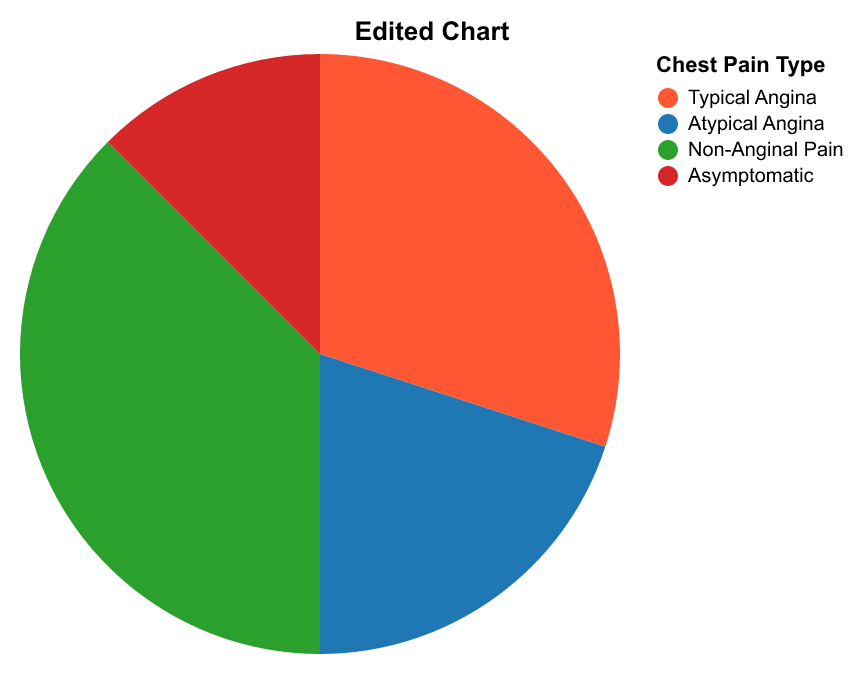 Edited Chart
Chest Pain Type
Typical Angina
Atypical Angina
Non-Anginal Pain
Asymptomatic